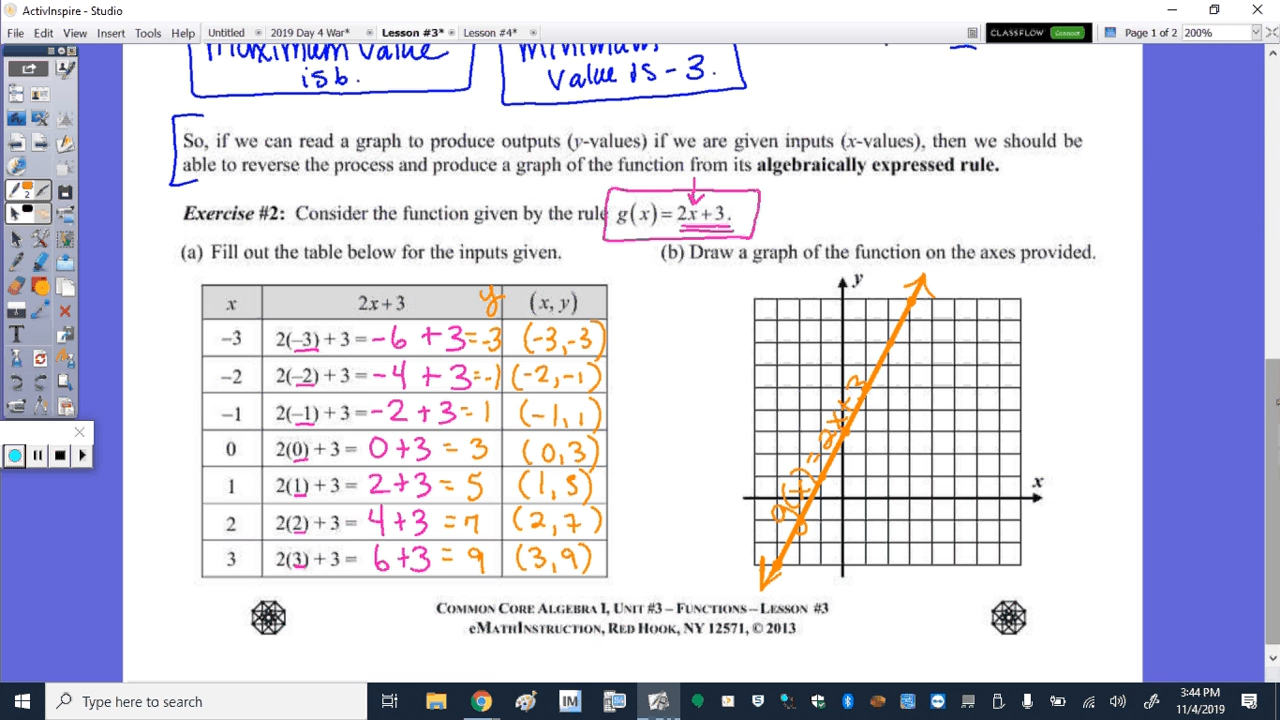 ActivInspire - Studio
File Edit View Insert Tools Help Untitled 2019 Day 4 War* Lesson #3* Lesson #4* CLASSFLOW Connect Page 1 of 2 200%
Maximum value
is 6.
Minimum
value is -3.
So, if we can read a graph to produce outputs (y-values) if we are given inputs (x-values), then we should be
able to reverse the process and produce a graph of the function from its algebraically expressed rule.
Exercise #2: Consider the function given by the rule g(x) = 2x+3.
(a) Fill out the table below for the inputs given.
(b) Draw a graph of the function on the axes provided.
x 2x+3 y (x, y)
-3 2(-3)+3 = -6 +3 = -3 (-3,-3)
-2 2(-2)+3 = -4 +3 = -1 (-2,-1)
-1 2(-1)+3 = -2 +3 = 1 (-1,1)
0 2(0)+3 = 0+3 = 3 (0,3)
1 2(1)+3 = 2+3 = 5 (1,5)
2 2(2)+3 = 4+3 = 7 (2,7)
3 2(3)+3 = 6+3 = 9 (3,9)
y
x
g(x) = 2x+3
COMMON CORE ALGEBRA I, UNIT #3 – FUNCTIONS – LESSON #3
eMATHINSTRUCTION, RED HOOK, NY 12571, © 2013
2
T
Type here to search
IM
3:44 PM
11/4/2019